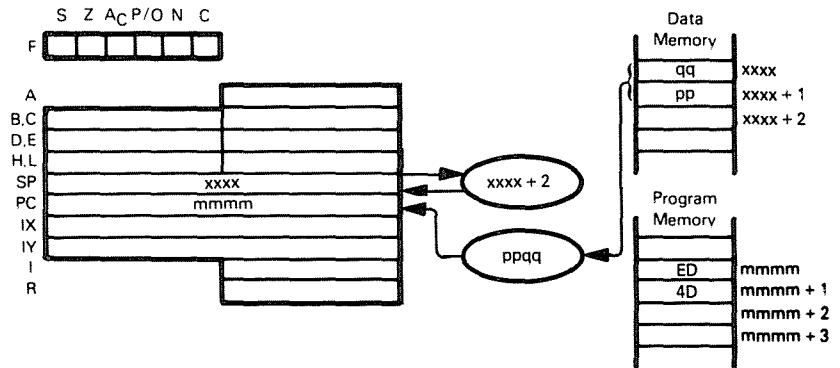 S Z AC P/O N C
F
A
B,C
D,E
H,L
SP xxxx
PC mmmm
IX
IY
I
R
xxxx + 2
ppqq
Data
Memory
qq xxxx
pp xxxx + 1
xxxx + 2
Program
Memory
ED mmmm
4D mmmm + 1
mmmm + 2
mmmm + 3